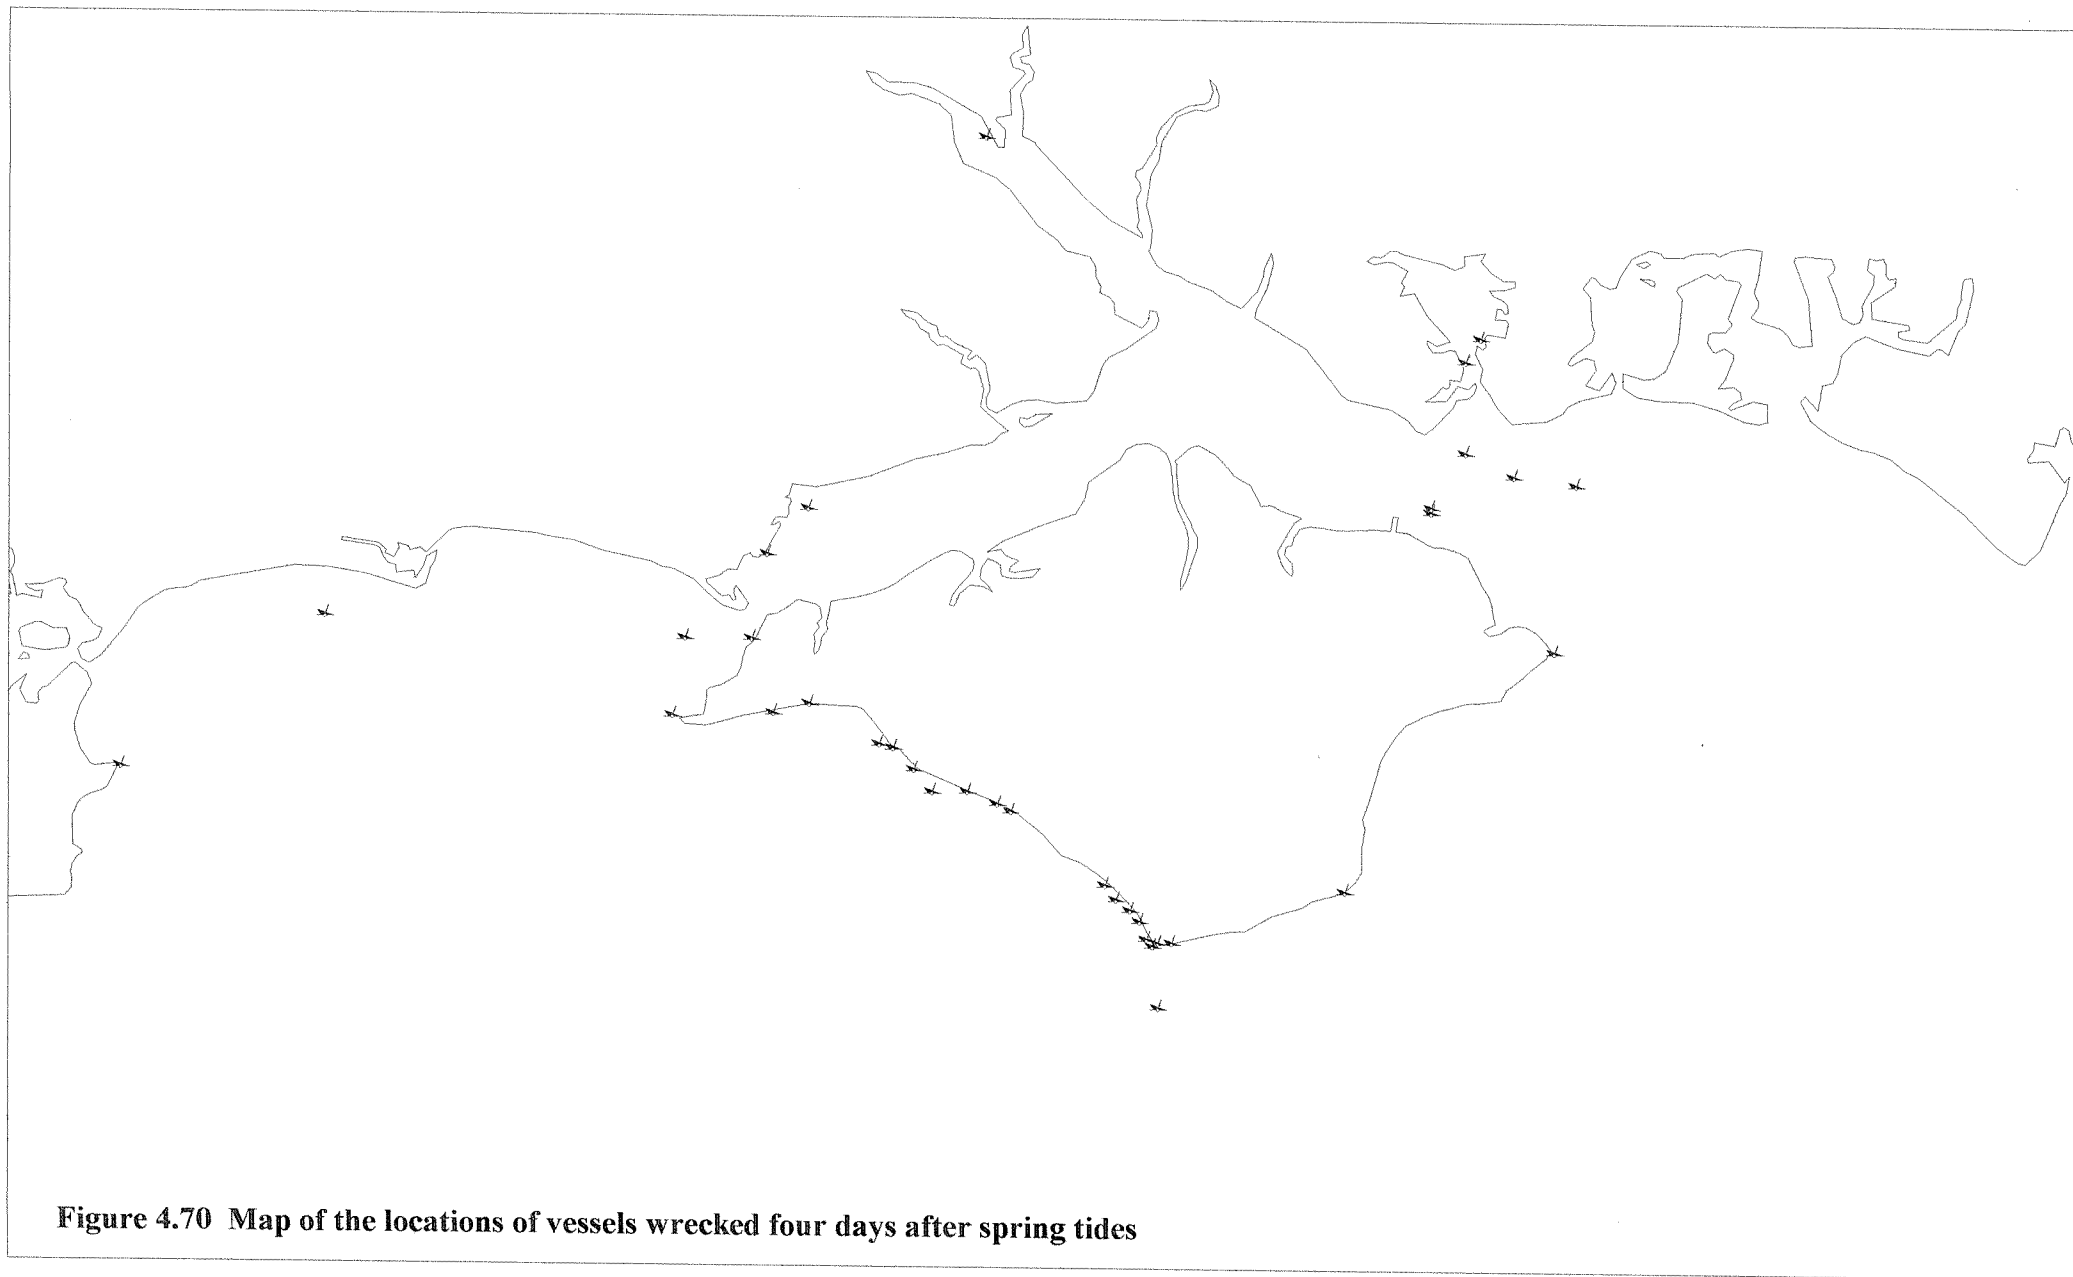 Figure 4.70 Map of the locations of vessels wrecked four days after spring tides